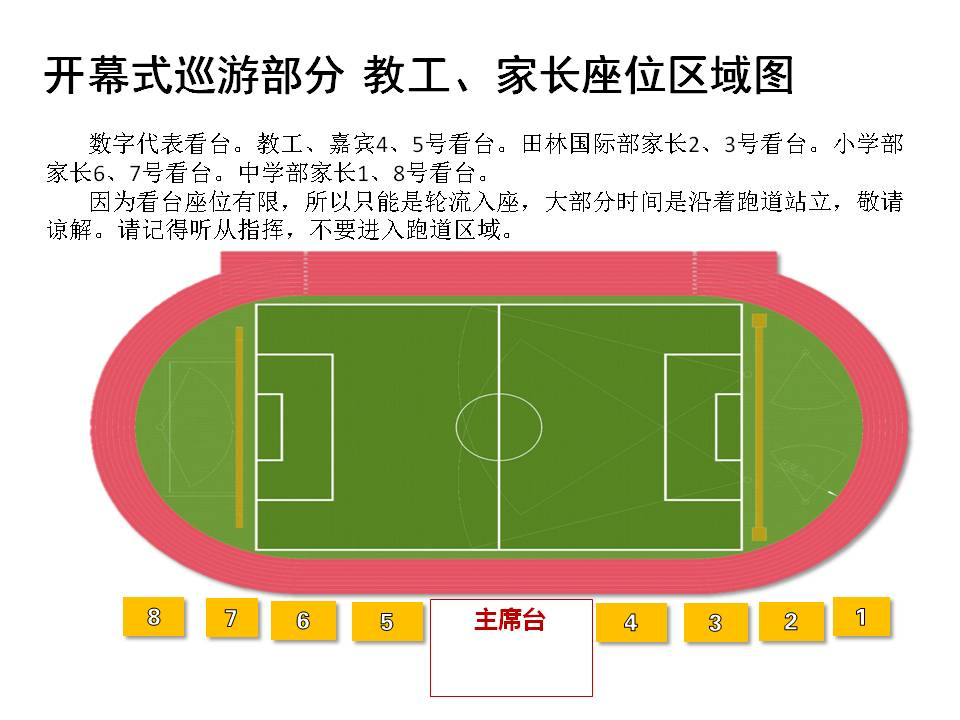 开幕式巡游部分 教工、家长座位区域图
数字代表看台。教工、嘉宾4、5号看台。田林国际部家长2、3号看台。小学部
家长6、7号看台。中学部家长1、8号看台。
因为看台座位有限，所以只能是轮流入座，大部分时间是沿着跑道站立，敬请
谅解。请记得听从指挥，不要进入跑道区域。
8 7 6 5 主席台 4 3 2 1